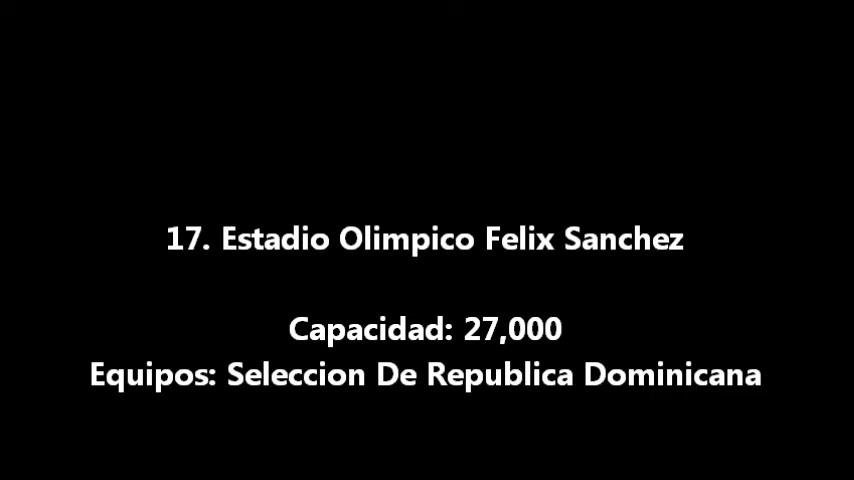 17. Estadio Olimpico Felix Sanchez
Capacidad: 27,000
Equipos: Seleccion De Republica Dominicana